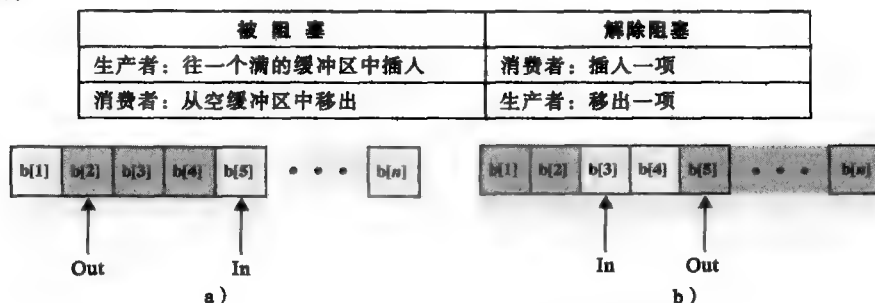 被 阻 塞 解除阻塞
生产者：往一个满的缓冲区中插入 消费者：插入一项
消费者：从空缓冲区中移出 生产者：移出一项
b[1] b[2] b[3] b[4] b[5] • • • b[n] b[1] b[2] b[3] b[4] b[5] • • • b[n]
Out In In Out
a） b）